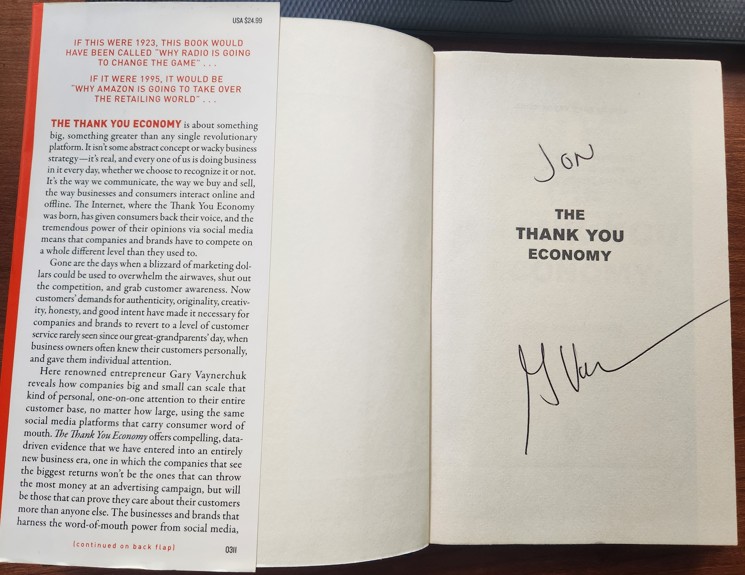 USA $24.99
IF THIS WERE 1923, THIS BOOK WOULD
HAVE BEEN CALLED "WHY RADIO IS GOING
TO CHANGE THE GAME" . . .
IF IT WERE 1995, IT WOULD BE
"WHY AMAZON IS GOING TO TAKE OVER
THE RETAILING WORLD" . . .
THE THANK YOU ECONOMY is about something
big, something greater than any single revolutionary
platform. It isn't some abstract concept or wacky business
strategy—it's real, and every one of us is doing business
in it every day, whether we choose to recognize it or not.
It's the way we communicate, the way we buy and sell,
the way businesses and consumers interact online and
offline. The Internet, where the Thank You Economy
was born, has given consumers back their voice, and the
tremendous power of their opinions via social media
means that companies and brands have to compete on
a whole different level than they used to.
Gone are the days when a blizzard of marketing dol-
lars could be used to overwhelm the airwaves, shut out
the competition, and grab customer awareness. Now
customers' demands for authenticity, originality, creativ-
ity, honesty, and good intent have made it necessary for
companies and brands to revert to a level of customer
service rarely seen since our great-grandparents' day, when
business owners often knew their customers personally,
and gave them individual attention.
Here renowned entrepreneur Gary Vaynerchuk
reveals how companies big and small can scale that
kind of personal, one-on-one attention to their entire
customer base, no matter how large, using the same
social media platforms that carry consumer word of
mouth. The Thank You Economy offers compelling, data-
driven evidence that we have entered into an entirely
new business era, one in which the companies that see
the biggest returns won't be the ones that can throw
the most money at an advertising campaign, but will
be those that can prove they care about their customers
more than anyone else. The businesses and brands that
harness the word-of-mouth power from social media,
[continued on back flap]
0311
JON
THE
THANK YOU
ECONOMY